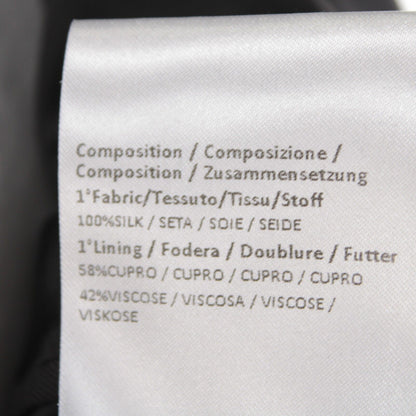 Composition / Composizione /
Composition / Zusammensetzung
1°Fabric/Tessuto/Tissu/Stoff
100%SILK / SETA / SOIE / SEIDE
1°Lining / Fodera / Doublure / Futter
58%CUPRO / CUPRO / CUPRO / CUPRO
42%VISCOSE / VISCOSA / VISCOSE /
VISKOSE